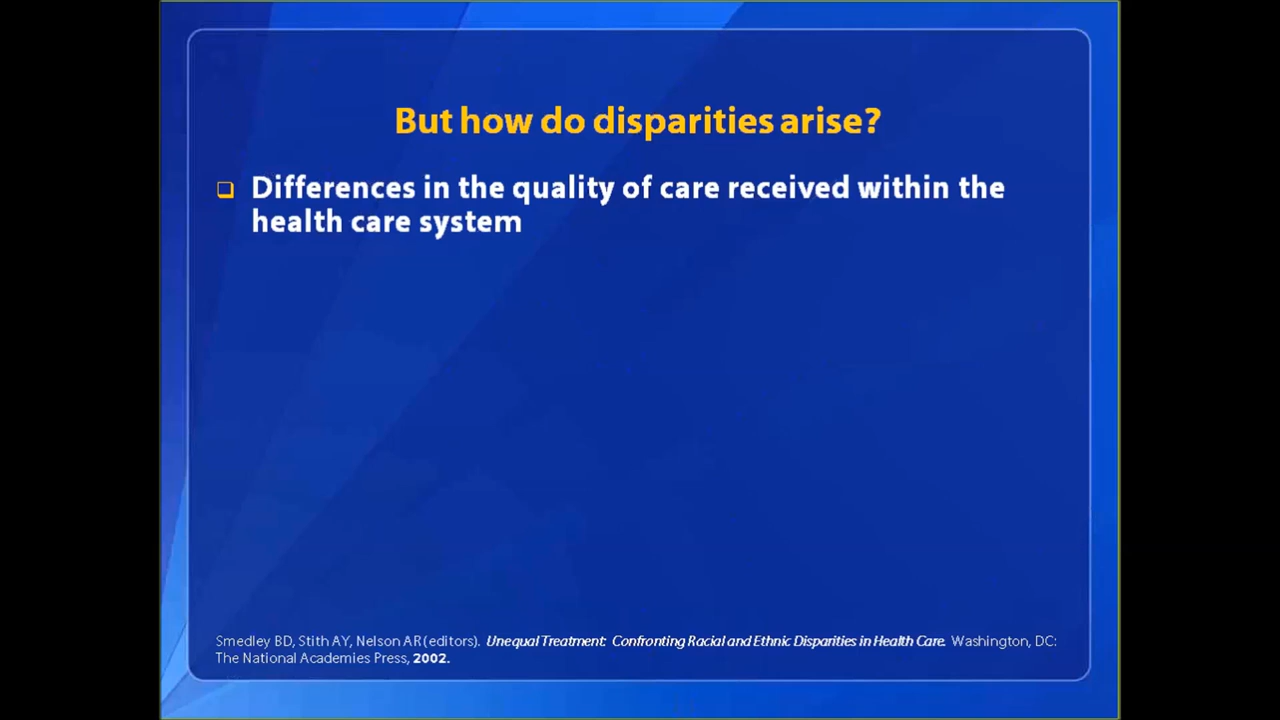 But how do disparities arise?
Differences in the quality of care received within the
health care system
Smedley BD, Stith AY, Nelson AR (editors). Unequal Treatment: Confronting Racial and Ethnic Disparities in Health Care. Washington, DC:
The National Academies Press, 2002.